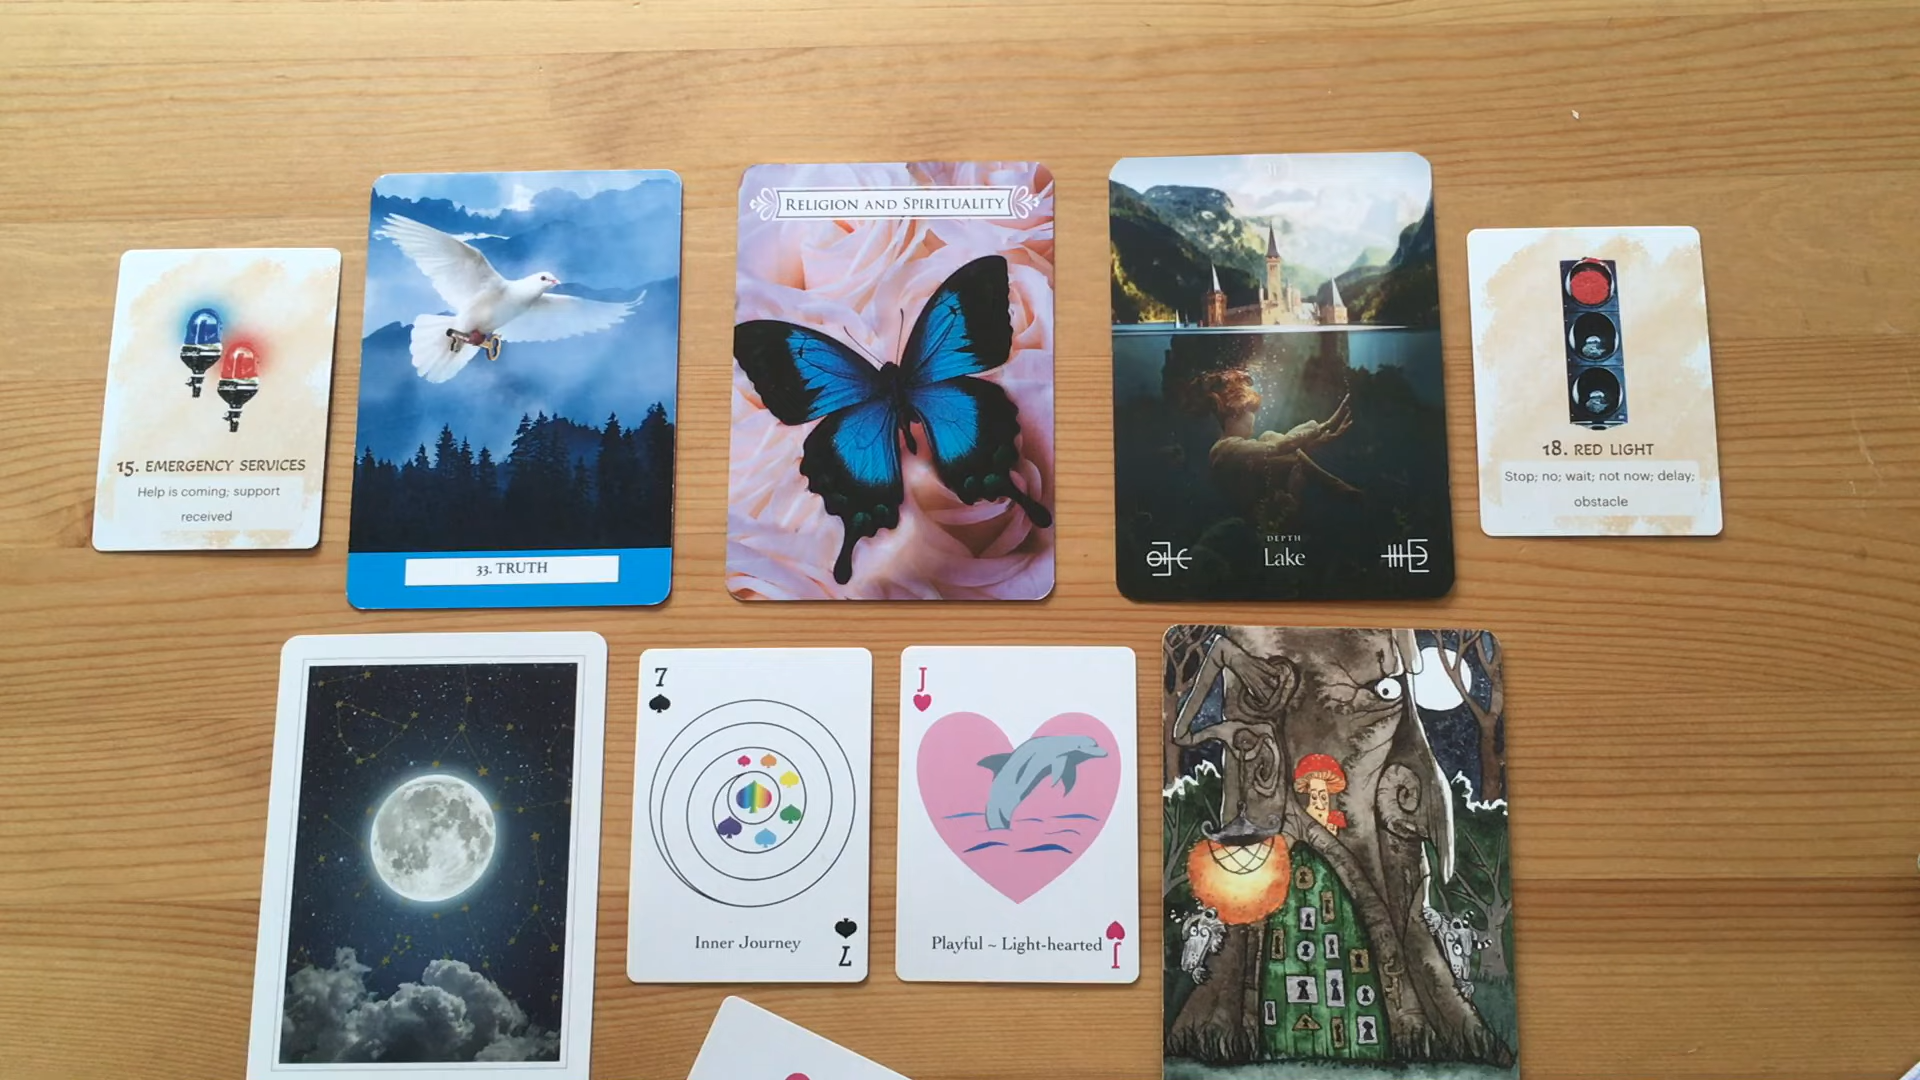 15. EMERGENCY SERVICES
Help is coming; support
received
33. TRUTH
RELIGION AND SPIRITUALITY
DEPTH
Lake
18. RED LIGHT
Stop; no; wait; not now; delay;
obstacle
7
Inner Journey
7
J
Playful ~ Light-hearted
J